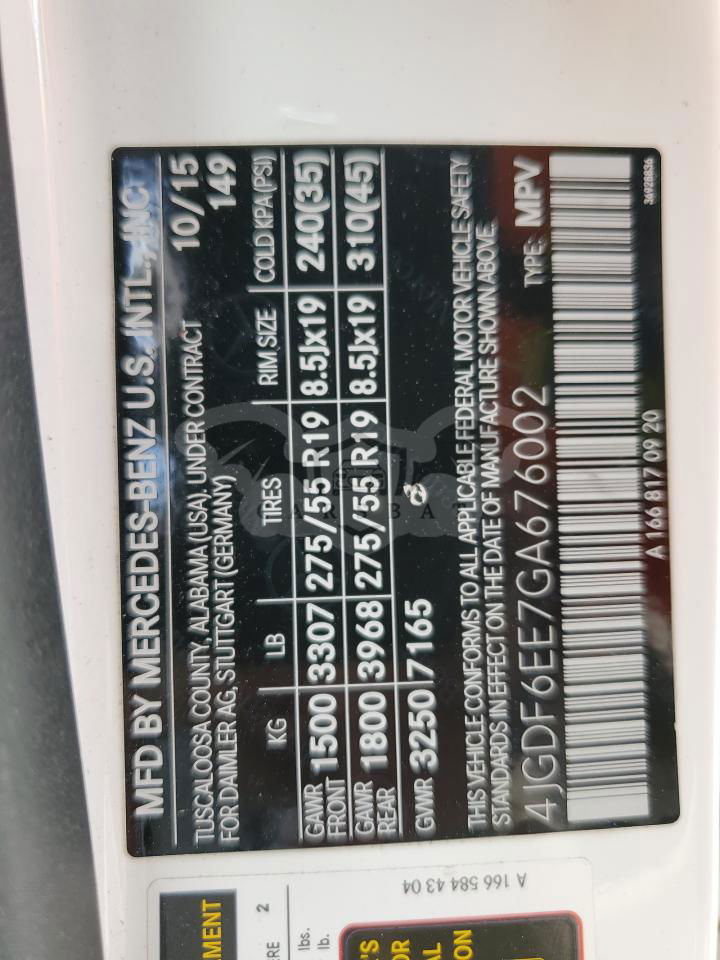 MFD BY MERCEDES-BENZ U.S. INTL., INC.
TUSCALOOSA COUNTY, ALABAMA (USA), UNDER CONTRACT 10/15
FOR DAIMLER AG, STUTTGART (GERMANY) 149
KG LB TIRES RIM SIZE COLD KPA(PSI)
GAWR FRONT 1500 3307 275/55 R19 8.5Jx19 240(35)
GAWR REAR 1800 3968 275/55 R19 8.5Jx19 310(45)
GVWR 3250 7165
THIS VEHICLE CONFORMS TO ALL APPLICABLE FEDERAL MOTOR VEHICLE SAFETY
STANDARDS IN EFFECT ON THE DATE OF MANUFACTURE SHOWN ABOVE.
4JGDF6EE7GA676002 TYPE: MPV
A 166 817 09 20 36928836
A 166 584 43 04
2
lbs.
lb.